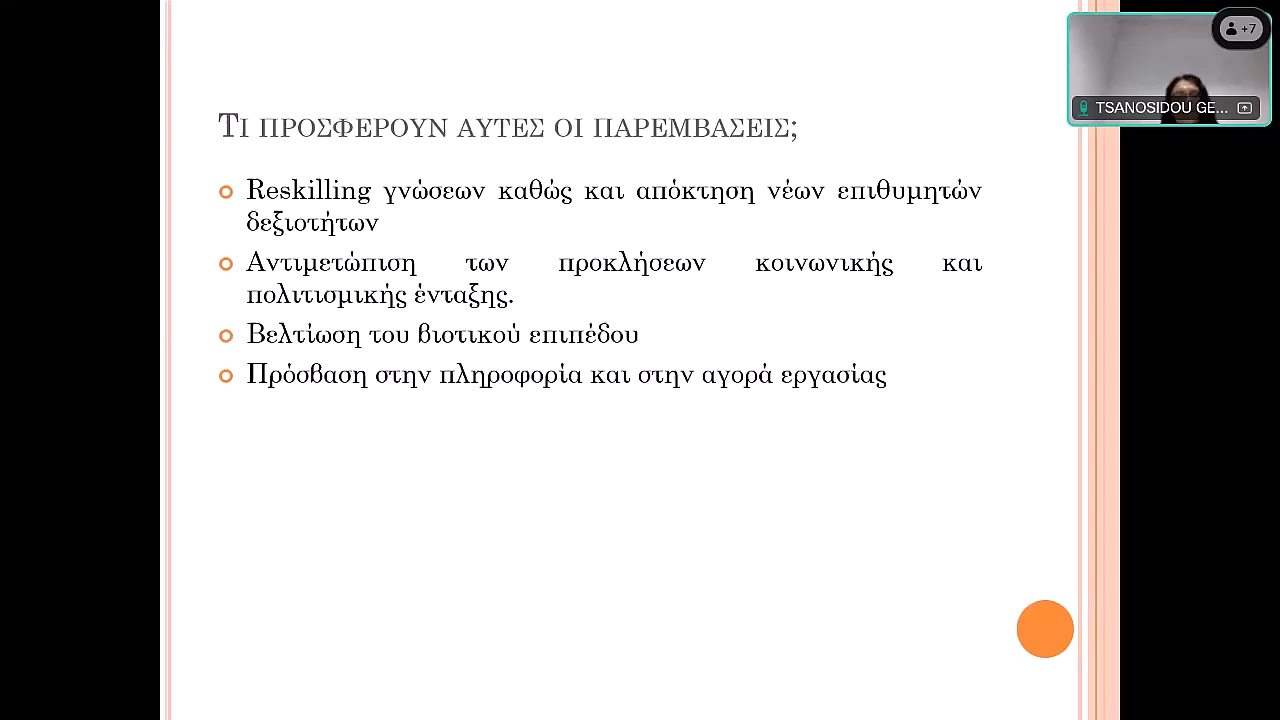 Τι προσφερουν αυτες οι παρεμβασεις;
Reskilling γνώσεων καθώς και απόκτηση νέων επιθυμητών
δεξιοτήτων
Αντιμετώπιση των προκλήσεων κοινωνικής και
πολιτισμικής ένταξης.
Βελτίωση του βιοτικού επιπέδου
Πρόσβαση στην πληροφορία και στην αγορά εργασίας
+7
TSANOSIDOU GE...